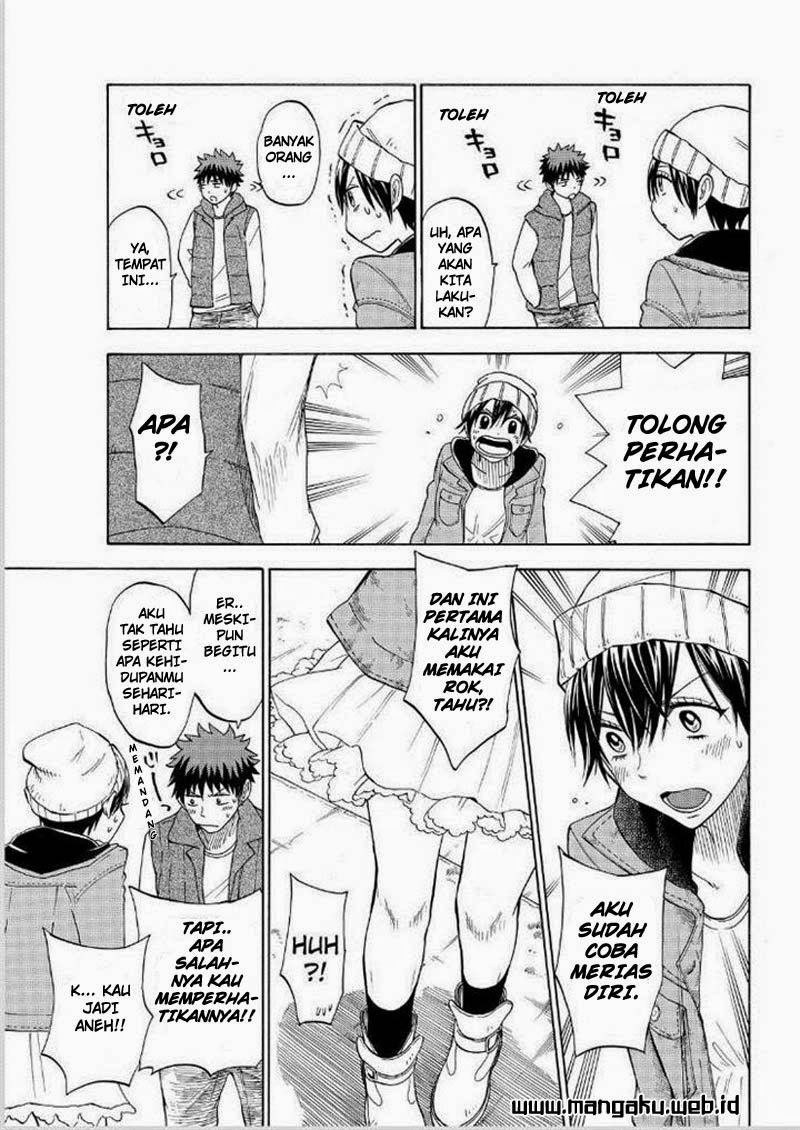 TOLEH
TOLEH
キョロ
UH, APA
YANG
AKAN
KITA
LAKU-
KAN?
TOLEH
キョロ
BANYAK
ORANG
...
YA,
TEMPAT
INI...
TOLONG
PERHA-
TIKAN!!
APA
?!
DAN INI
PERTAMA
KALINYA
AKU
MEMAKAI
ROK,
TAHU?!
AKU
SUDAH
COBA
MERIAS
DIRI.
HUH
?!
ER..
MESKI-
PUN
BEGITU
...
AKU
TAK TAHU
SEPERTI
APA KEHI-
DUPANMU
SEHARI-
HARI.
MEMANDANG
じーっ
TAPI..
APA
SALAH-
NYA KAU
MEMPERHA-
TIKANNYA!!
K... KAU
JADI
ANEH!!
www.mangaku.web.id